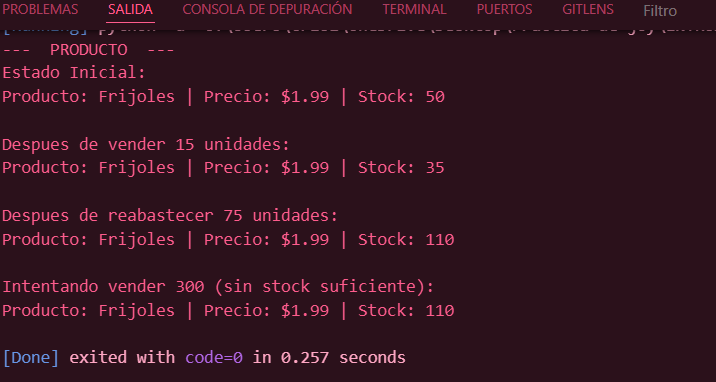 PROBLEMAS SALIDA CONSOLA DE DEPURACIÓN TERMINAL PUERTOS GITLENS Filtro
--- PRODUCTO ---
Estado Inicial:
Producto: Frijoles | Precio: $1.99 | Stock: 50
Despues de vender 15 unidades:
Producto: Frijoles | Precio: $1.99 | Stock: 35
Despues de reabastecer 75 unidades:
Producto: Frijoles | Precio: $1.99 | Stock: 110
Intentando vender 300 (sin stock suficiente):
Producto: Frijoles | Precio: $1.99 | Stock: 110
[Done] exited with code=0 in 0.257 seconds